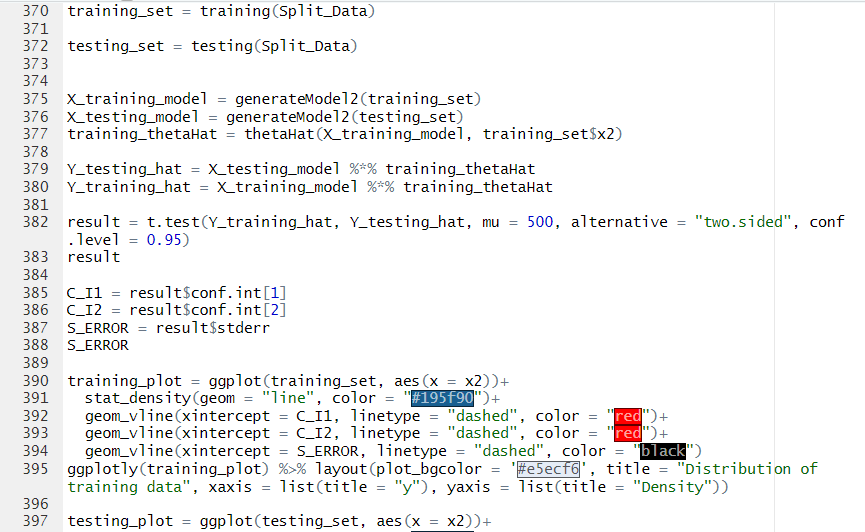 370 training_set = training(Split_Data)
371
372 testing_set = testing(Split_Data)
373
374
375 X_training_model = generateModel2(training_set)
376 X_testing_model = generateModel2(testing_set)
377 training_thetaHat = thetaHat(X_training_model, training_set$x2)
378
379 Y_testing_hat = X_testing_model %*% training_thetaHat
380 Y_training_hat = X_training_model %*% training_thetaHat
381
382 result = t.test(Y_training_hat, Y_testing_hat, mu = 500, alternative = "two.sided", conf
.level = 0.95)
383 result
384
385 C_I1 = result$conf.int[1]
386 C_I2 = result$conf.int[2]
387 S_ERROR = result$stderr
388 S_ERROR
389
390 training_plot = ggplot(training_set, aes(x = x2))+
391 stat_density(geom = "line", color = "#195f90")+
392 geom_vline(xintercept = C_I1, linetype = "dashed", color = "red")+
393 geom_vline(xintercept = C_I2, linetype = "dashed", color = "red")+
394 geom_vline(xintercept = S_ERROR, linetype = "dashed", color = "black")
395 ggplotly(training_plot) %>% layout(plot_bgcolor = '#e5ecf6', title = "Distribution of
training data", xaxis = list(title = "y"), yaxis = list(title = "Density"))
396
397 testing_plot = ggplot(testing_set, aes(x = x2))+